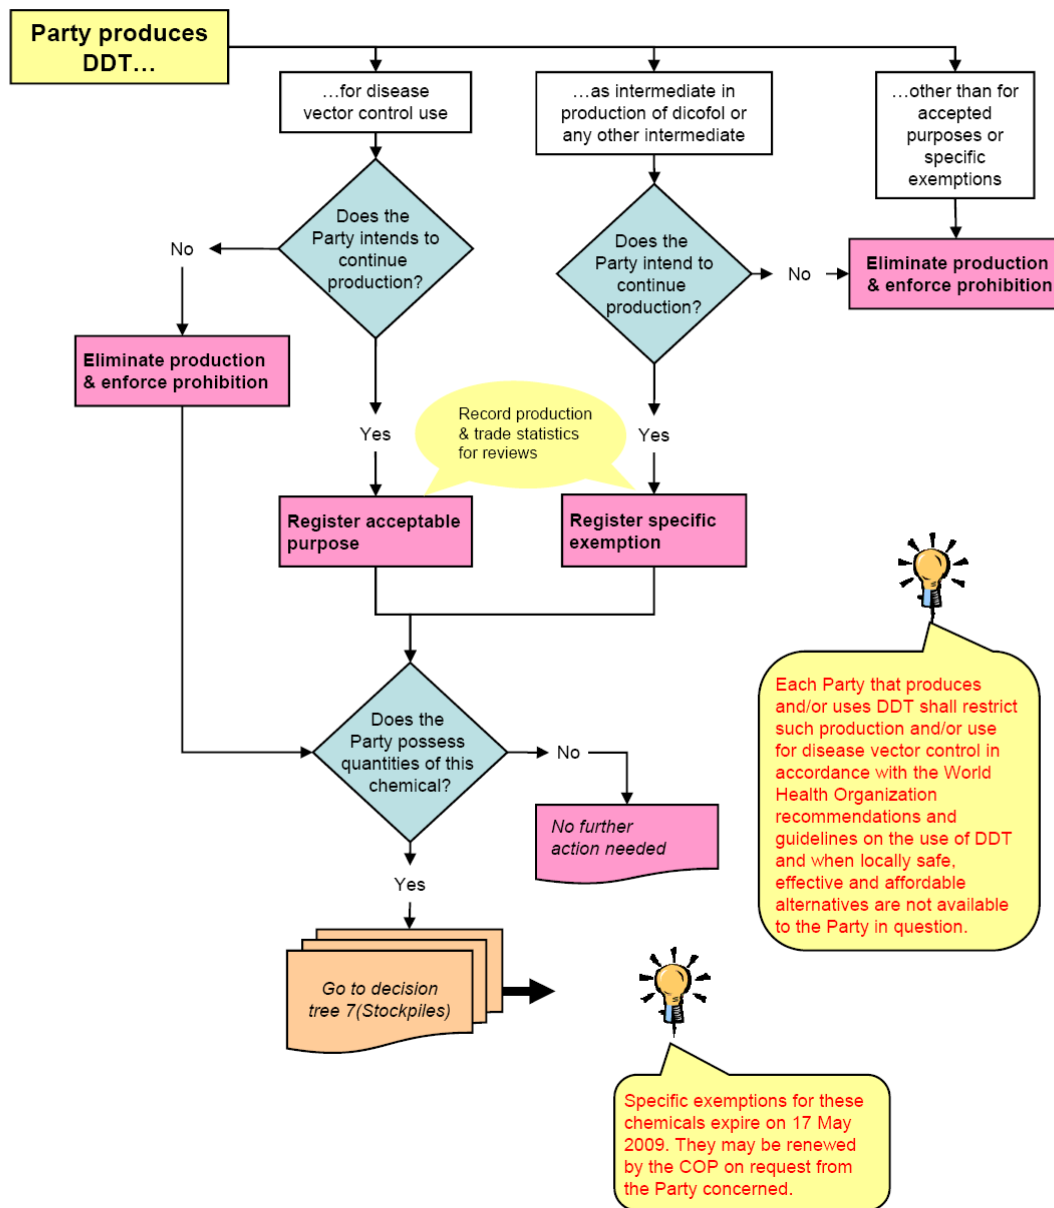 Party produces
DDT…
…for disease
vector control use
…as intermediate in
production of dicofol or
any other intermediate
…other than for
accepted
purposes or
specific
exemptions
Does the
Party intends to
continue
production?
No
Does the
Party intend to
continue
production?
No
Eliminate production
& enforce prohibition
Eliminate production
& enforce prohibition
Yes
Record production
& trade statistics
for reviews
Yes
Register acceptable
purpose
Register specific
exemption
Does the
Party possess
quantities of this
chemical?
No
No further
action needed
Yes
Go to decision
tree 7(Stockpiles)
Each Party that produces
and/or uses DDT shall restrict
such production and/or use
for disease vector control in
accordance with the World
Health Organization
recommendations and
guidelines on the use of DDT
and when locally safe,
effective and affordable
alternatives are not available
to the Party in question.
Specific exemptions for these
chemicals expire on 17 May
2009. They may be renewed
by the COP on request from
the Party concerned.